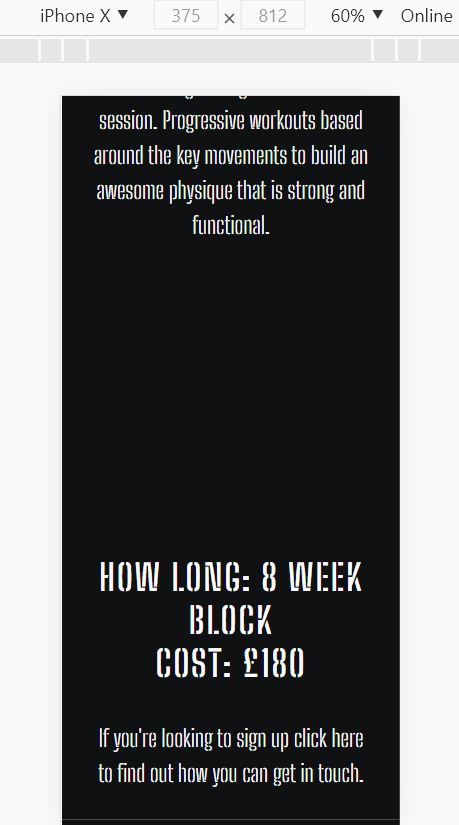 iPhone X ▼ 375 × 812 60% ▼ Online
session. Progressive workouts based
around the key movements to build an
awesome physique that is strong and
functional.
HOW LONG: 8 WEEK
BLOCK
COST: £180
If you're looking to sign up click here
to find out how you can get in touch.